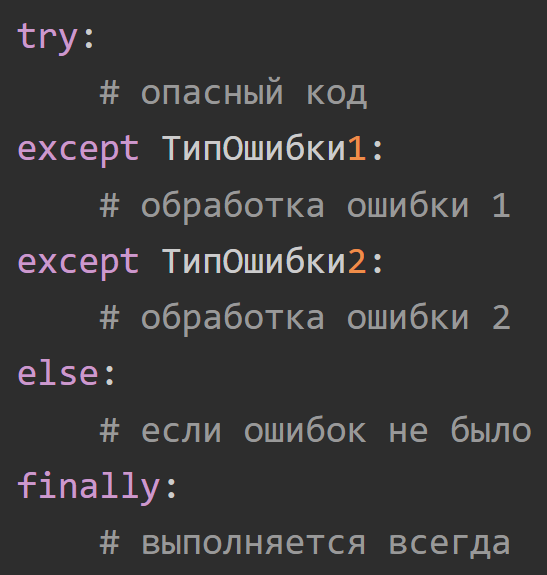 try:
    # опасный код
except ТипОшибки1:
    # обработка ошибки 1
except ТипОшибки2:
    # обработка ошибки 2
else:
    # если ошибок не было
finally:
    # выполняется всегда